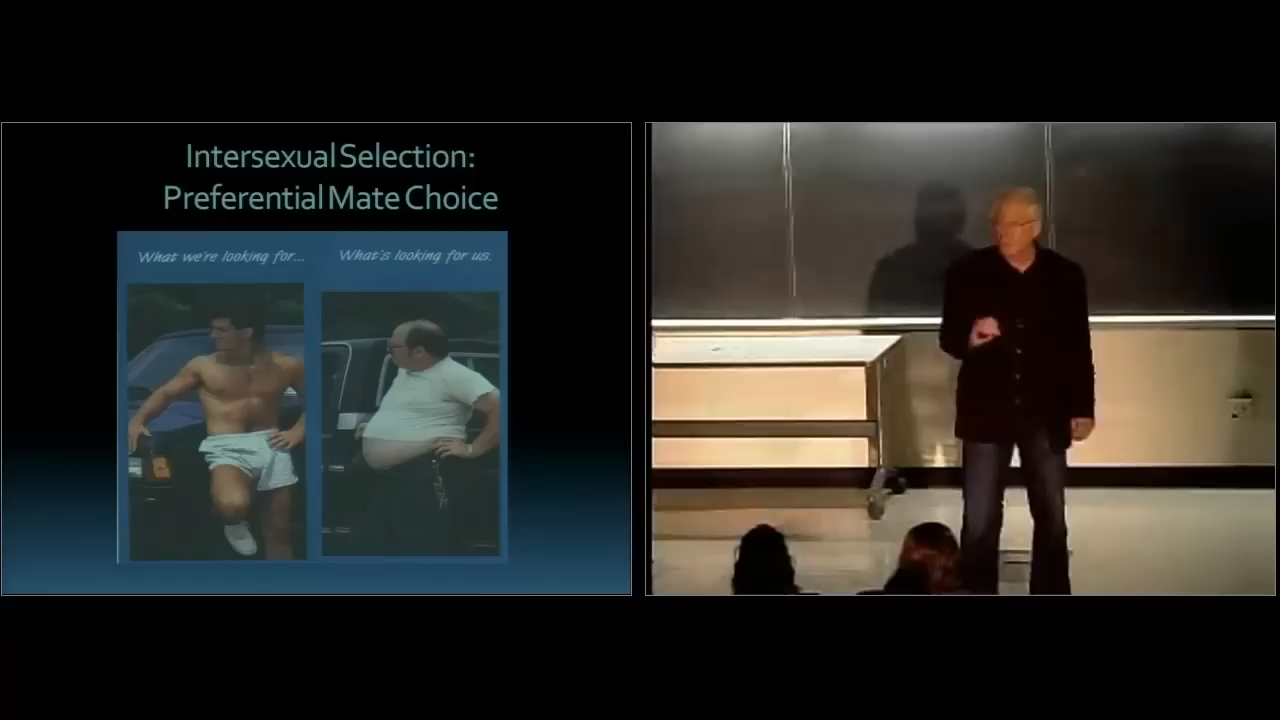 Intersexual Selection:
Preferential Mate Choice
What we're looking for...
What's looking for us.